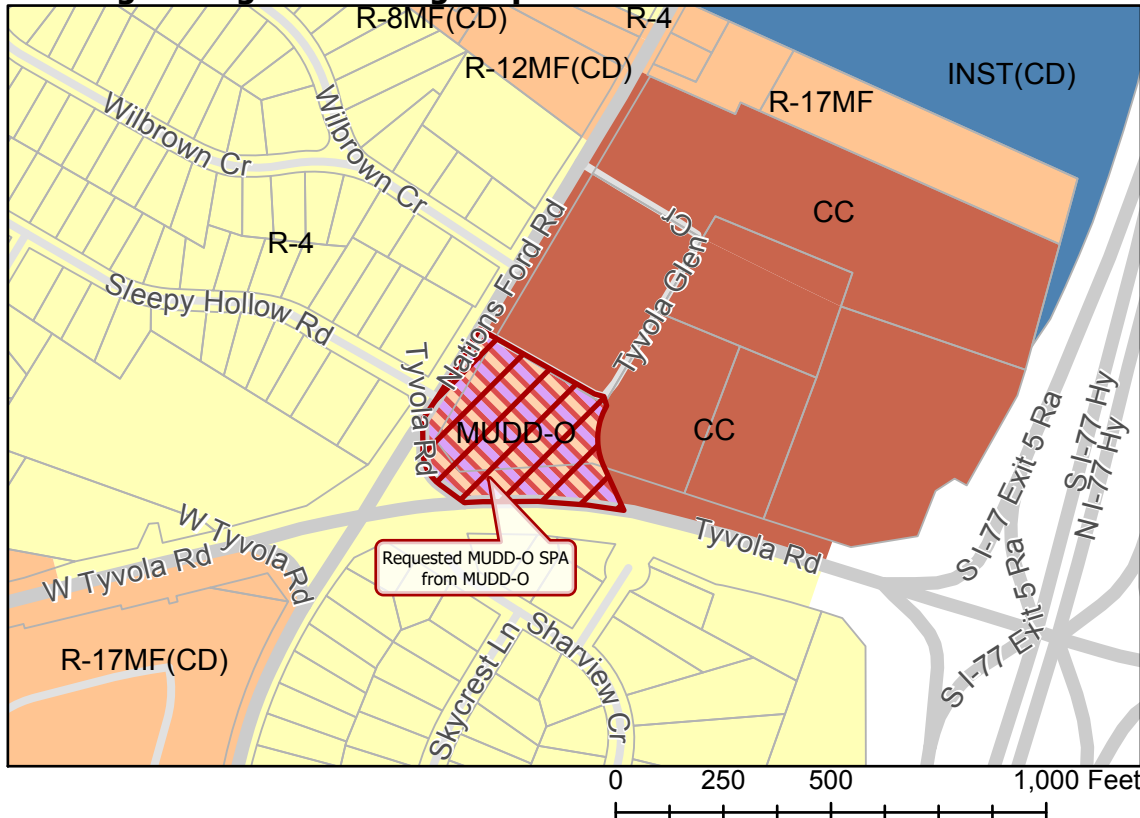 R-8MF(CD)
R-4
R-12MF(CD)
INST(CD)
R-17MF
Wilbrown Cr
Wilbrown Cr
CC
Nations Ford Rd
Tyvola Glen
Cr
R-4
Sleepy Hollow Rd
Tyvola Rd
MUDD-O
CC
S I-77 Exit 5 Ra
S I-77 Hy
N I-77 Hy
W Tyvola Rd
W Tyvola Rd
Tyvola Rd
Requested MUDD-O SPA
from MUDD-O
S I-77 Exit 5 Ra
R-17MF(CD)
Skycrest Ln
Sharview Cr
0 250 500 1,000 Feet